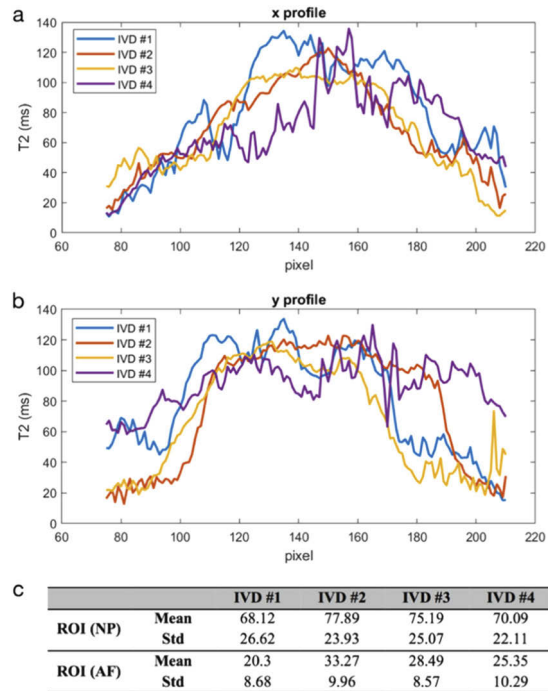 a
x profile
140
120
100
80
60
40
20
0
T2 (ms)
IVD #1
IVD #2
IVD #3
IVD #4
60 80 100 120 140 160 180 200 220
pixel
b
y profile
140
120
100
80
60
40
20
0
T2 (ms)
IVD #1
IVD #2
IVD #3
IVD #4
60 80 100 120 140 160 180 200 220
pixel
c
IVD #1 IVD #2 IVD #3 IVD #4
ROI (NP) Mean 68.12 77.89 75.19 70.09
Std 26.62 23.93 25.07 22.11
ROI (AF) Mean 20.3 33.27 28.49 25.35
Std 8.68 9.96 8.57 10.29